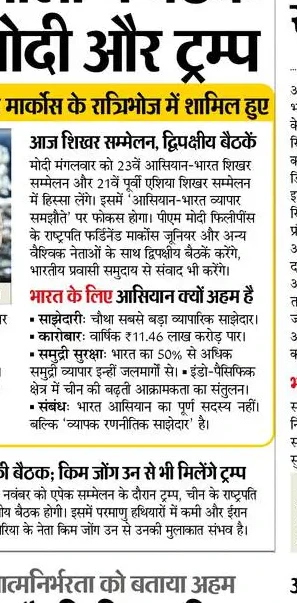 ोदी और ट्रम्प
मार्कोस के रात्रिभोज में शामिल हुए
आज शिखर सम्मेलन, द्विपक्षीय बैठकें
मोदी मंगलवार को 23वें आसियान-भारत शिखर
सम्मेलन और 21वें पूर्वी एशिया शिखर सम्मेलन
में हिस्सा लेंगे। इसमें ‘आसियान-भारत व्यापार
समझौते’ पर फोकस होगा। पीएम मोदी फिलीपींस
के राष्ट्रपति फर्डिनेंड मार्कोस जूनियर और अन्य
वैश्विक नेताओं के साथ द्विपक्षीय बैठकें करेंगे,
भारतीय प्रवासी समुदाय से संवाद भी करेंगे।
भारत के लिए आसियान क्यों अहम है
▪ साझेदारीः चौथा सबसे बड़ा व्यापारिक साझेदार।
▪ कारोबारः वार्षिक ₹11.46 लाख करोड़ पार।
▪ समुद्री सुरक्षाः भारत का 50% से अधिक
समुद्री व्यापार इन्हीं जलमार्गों से। ▪ इंडो-पैसिफिक
क्षेत्र में चीन की बढ़ती आक्रामकता का संतुलन।
▪ संबंधः भारत आसियान का पूर्ण सदस्य नहीं।
बल्कि ‘व्यापक रणनीतिक साझेदार’ है।
की बैठक; किम जोंग उन से भी मिलेंगे ट्रम्प
नवंबर को एपेक सम्मेलन के दौरान ट्रम्प, चीन के राष्ट्रपति
ीय बैठक होगी। इसमें परमाणु हथियारों में कमी और ईरान
रिया के नेता किम जोंग उन से उनकी मुलाकात संभव है।
ात्मनिर्भरता को बताया अहम